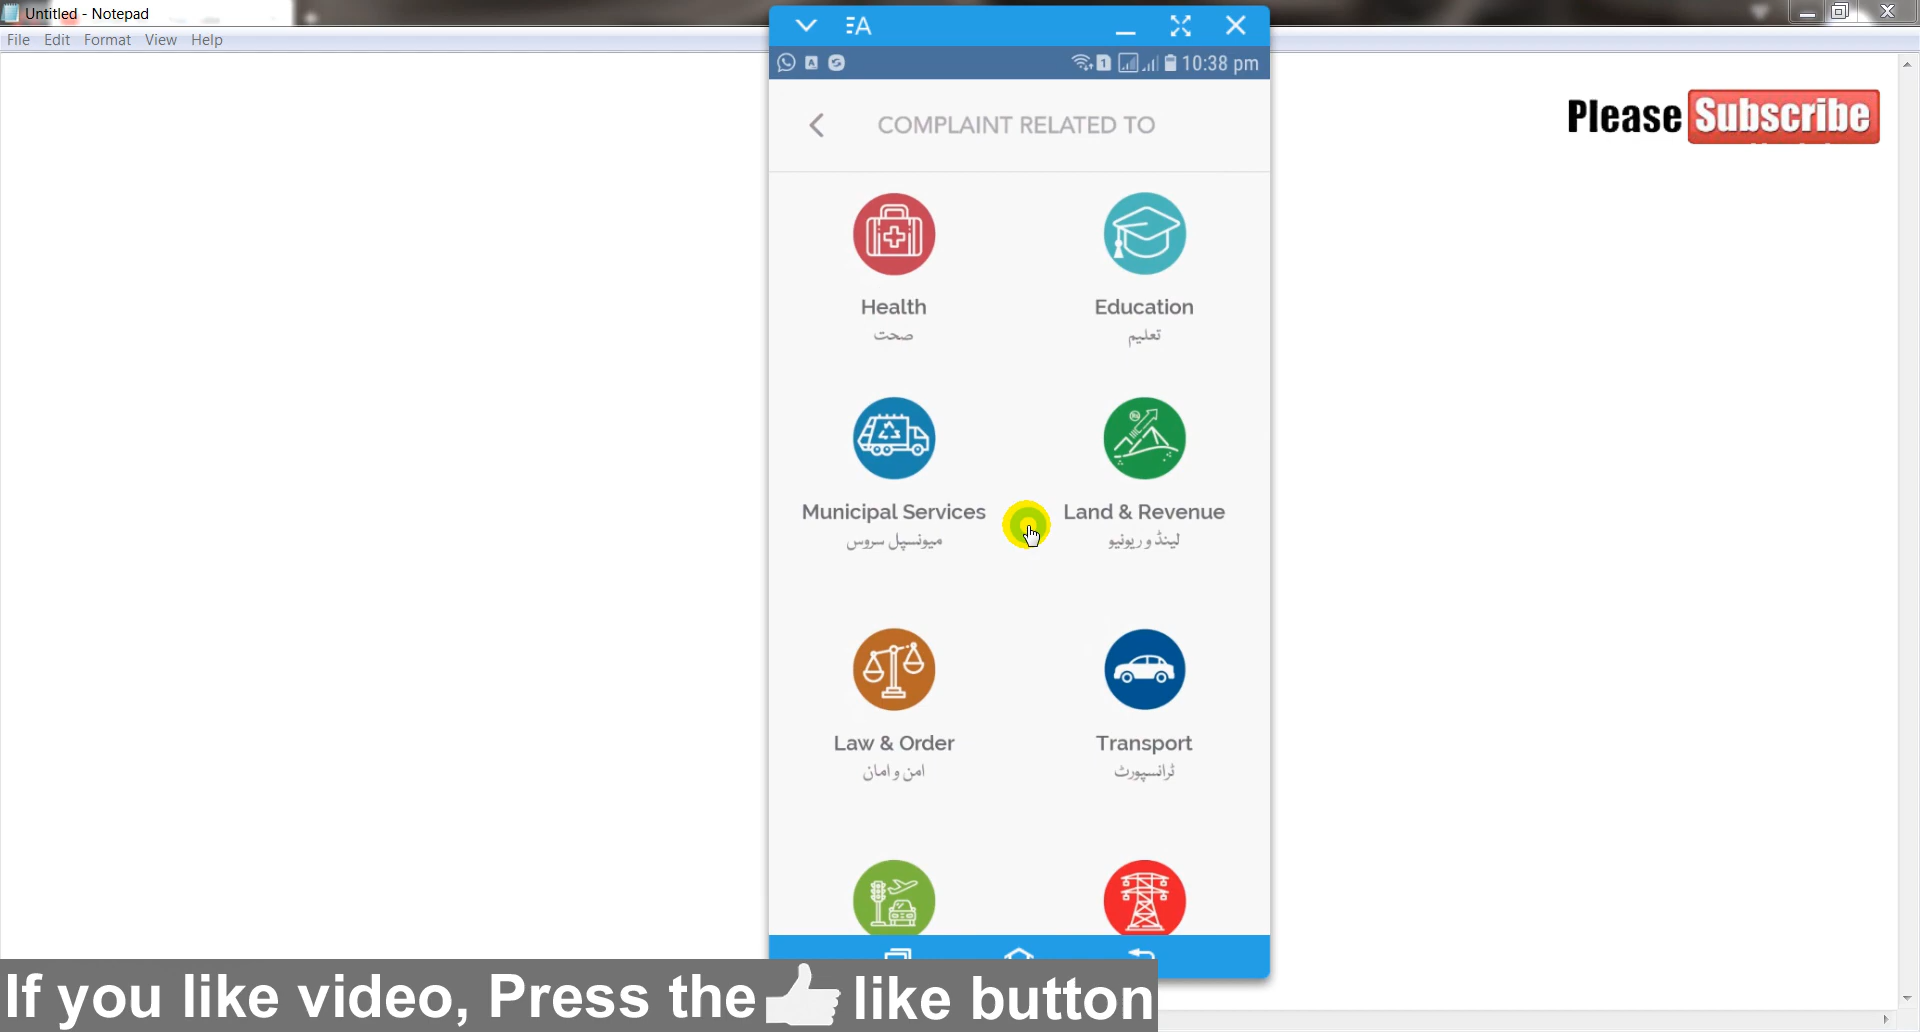 Untitled - Notepad
File Edit Format View Help
A
A 1 10:38 pm
COMPLAINT RELATED TO
Please Subscribe
Health Education
صحت تعلیم
Municipal Services Land & Revenue
میونسپل سروس لینڈ و ریونیو
Law & Order Transport
امن و امان ٹرانسپورٹ
If you like video, Press the like button